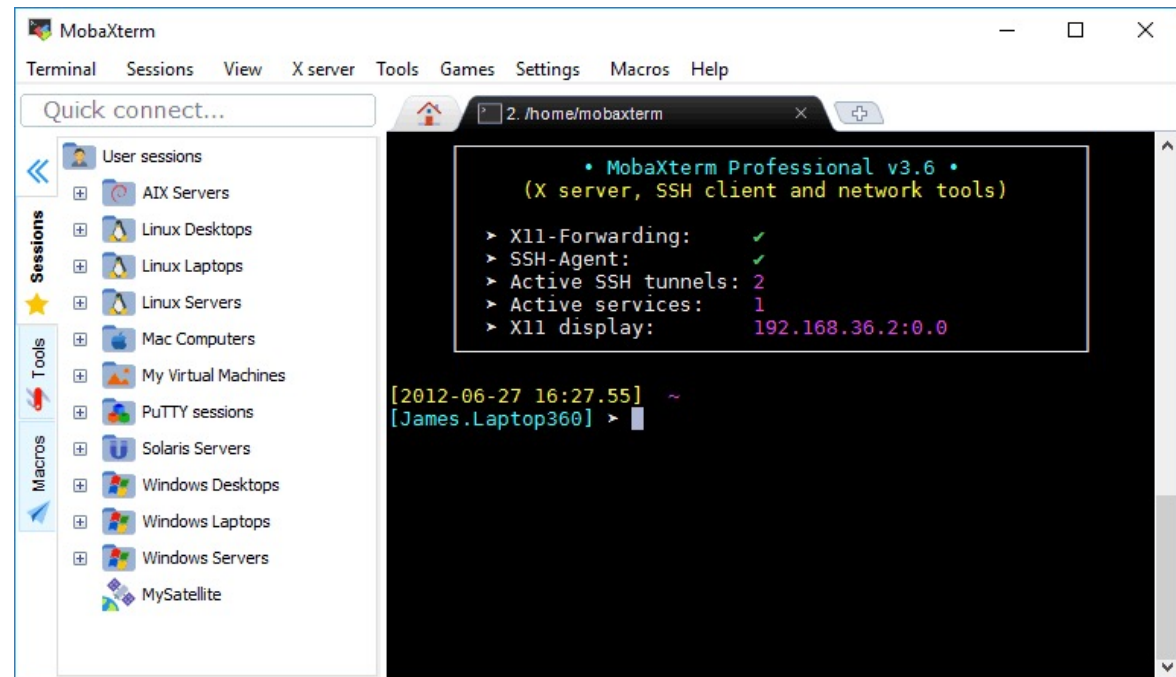 MobaXterm
Terminal Sessions View X server Tools Games Settings Macros Help
Quick connect...
2. /home/mobaxterm
Sessions
Tools
Macros
User sessions
AIX Servers
Linux Desktops
Linux Laptops
Linux Servers
Mac Computers
My Virtual Machines
PuTTY sessions
Solaris Servers
Windows Desktops
Windows Laptops
Windows Servers
MySatellite
• MobaXterm Professional v3.6 •
(X server, SSH client and network tools)
➤ X11-Forwarding: ✔
➤ SSH-Agent: ✔
➤ Active SSH tunnels: 2
➤ Active services: 1
➤ X11 display: 192.168.36.2:0.0
[2012-06-27 16:27.55] ~
[James.Laptop360] ➤